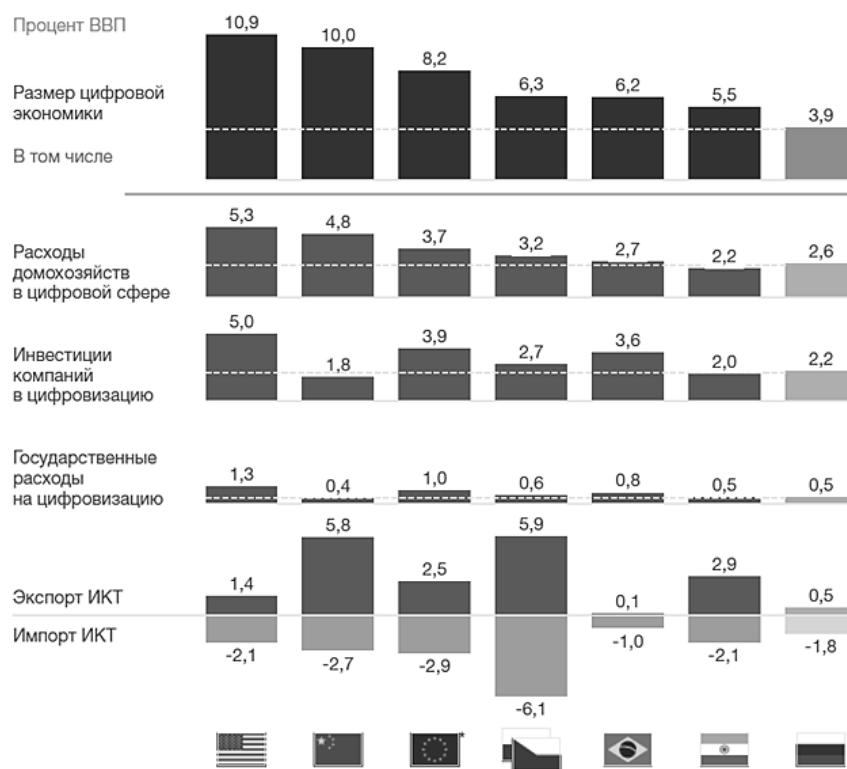 Процент ВВП
10,9 10,0 8,2 6,3 6,2 5,5 3,9
Размер цифровой
экономики
В том числе
5,3 4,8 3,7 3,2 2,7 2,2 2,6
Расходы
домохозяйств
в цифровой сфере
5,0 1,8 3,9 2,7 3,6 2,0 2,2
Инвестиции
компаний
в цифровизацию
Государственные
расходы
на цифровизацию
1,3 0,4 1,0 0,6 0,8 0,5 0,5
1,4 5,8 2,5 5,9 0,1 2,9 0,5
Экспорт ИКТ
Импорт ИКТ
-2,1 -2,7 -2,9 -6,1 -1,0 -2,1 -1,8
*